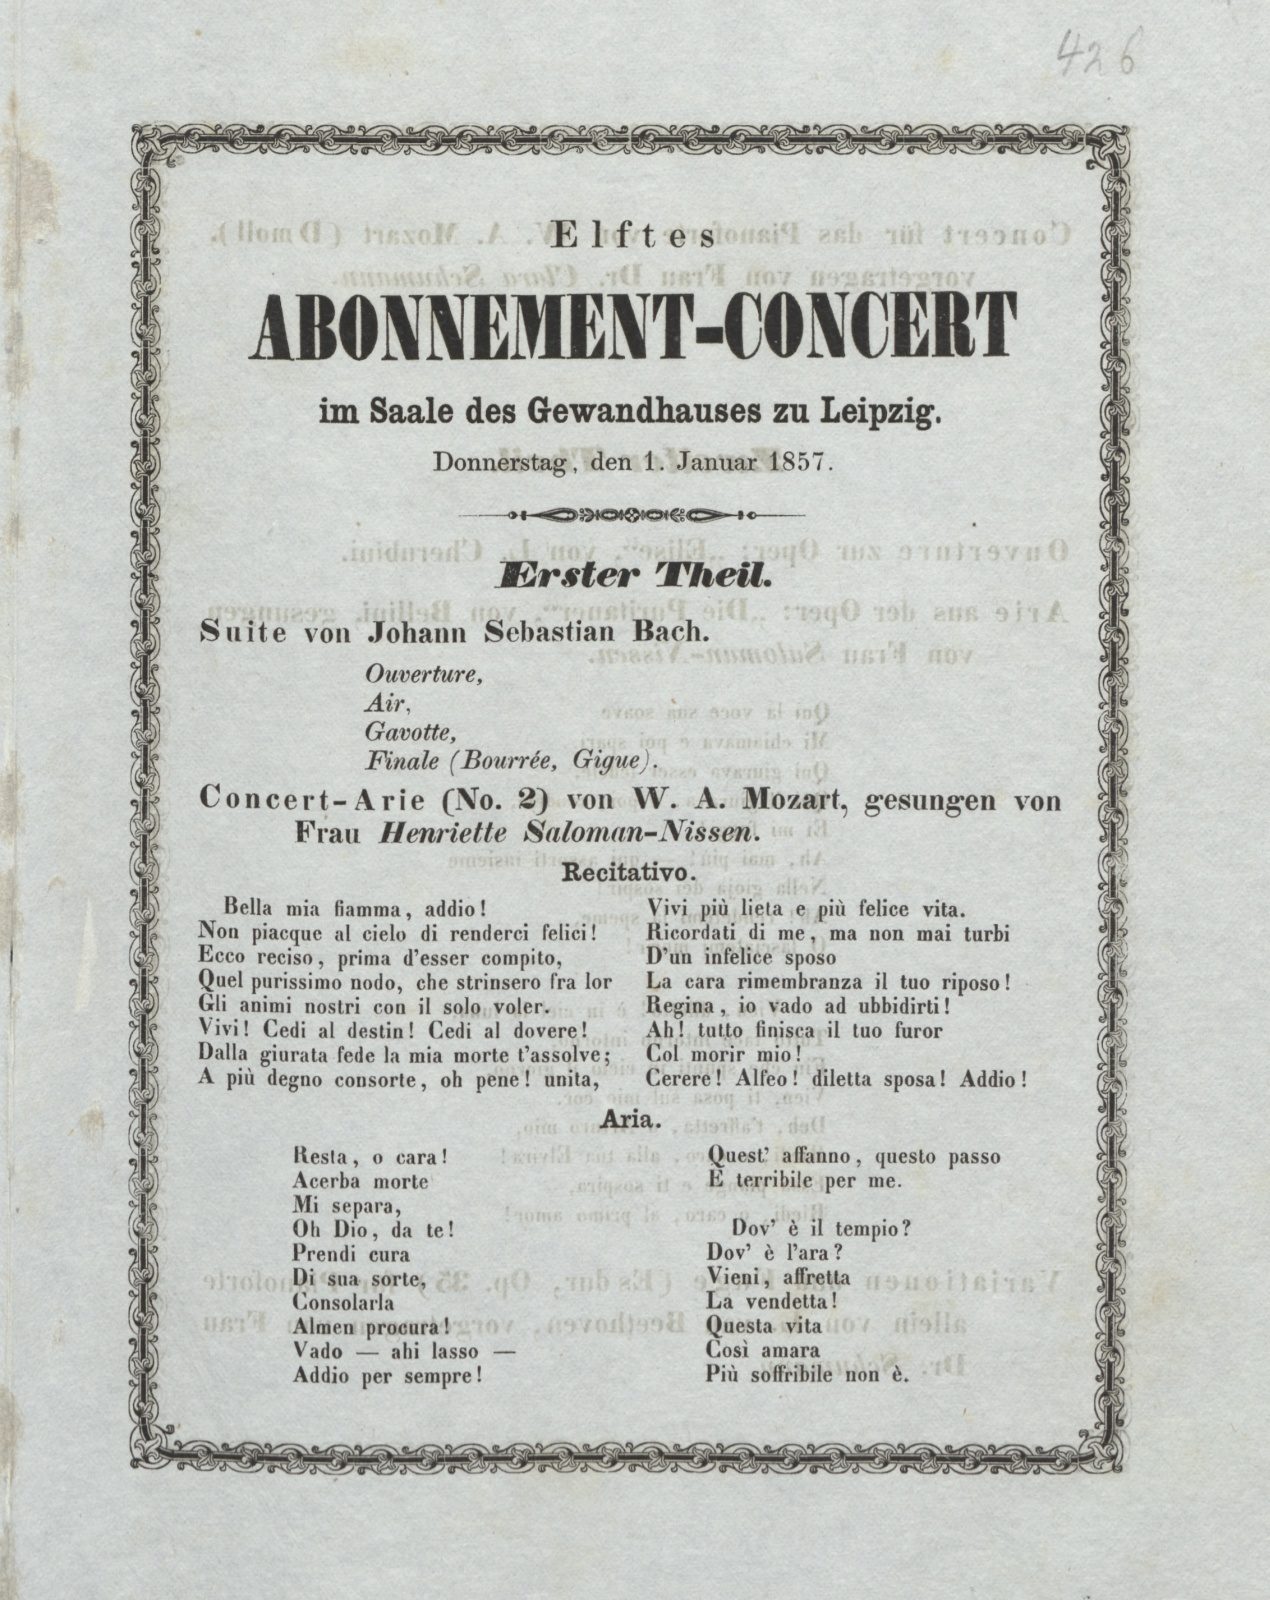 426
Elftes
ABONNEMENT-CONCERT
im Saale des Gewandhauses zu Leipzig.
Donnerstag, den 1. Januar 1857.
Erster Theil.
Suite von Johann Sebastian Bach.
Ouverture,
Air,
Gavotte,
Finale (Bourrée, Gigue).
Concert-Arie (No. 2) von W. A. Mozart, gesungen von
Frau Henriette Saloman-Nissen.
Recitativo.
Bella mia fiamma, addio!
Non piacque al cielo di renderci felici!
Ecco reciso, prima d'esser compito,
Quel purissimo nodo, che strinsero fra lor
Gli animi nostri con il solo voler.
Vivi! Cedi al destin! Cedi al dovere!
Dalla giurata fede la mia morte t'assolve;
A più degno consorte, oh pene! unita,
Vivi più lieta e più felice vita.
Ricordati di me, ma non mai turbi
D'un infelice sposo
La cara rimembranza il tuo riposo!
Regina, io vado ad ubbidirti!
Ah! tutto finisca il tuo furor
Col morir mio!
Cerere! Alfeo! diletta sposa! Addio!
Aria.
Resta, o cara!
Acerba morte
Mi separa,
Oh Dio, da te!
Prendi cura
Di sua sorte,
Consolarla
Almen procura!
Vado — ahi lasso —
Addio per sempre!
Quest' affanno, questo passo
E terribile per me.
Dov' è il tempio?
Dov' è l'ara?
Vieni, affretta
La vendetta!
Questa vita
Così amara
Più soffribile non è.